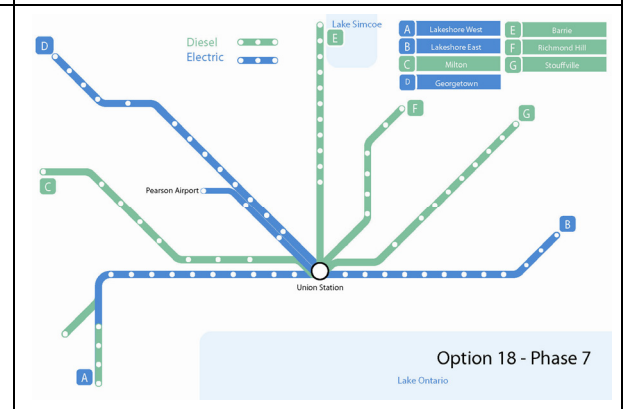 Lake Simcoe
A Lakeshore West
B Lakeshore East
C Milton
D Georgetown
E Barrie
F Richmond Hill
G Stouffville
Diesel
Electric
D
E
F
G
C
Pearson Airport
B
Union Station
A
Option 18 - Phase 7
Lake Ontario